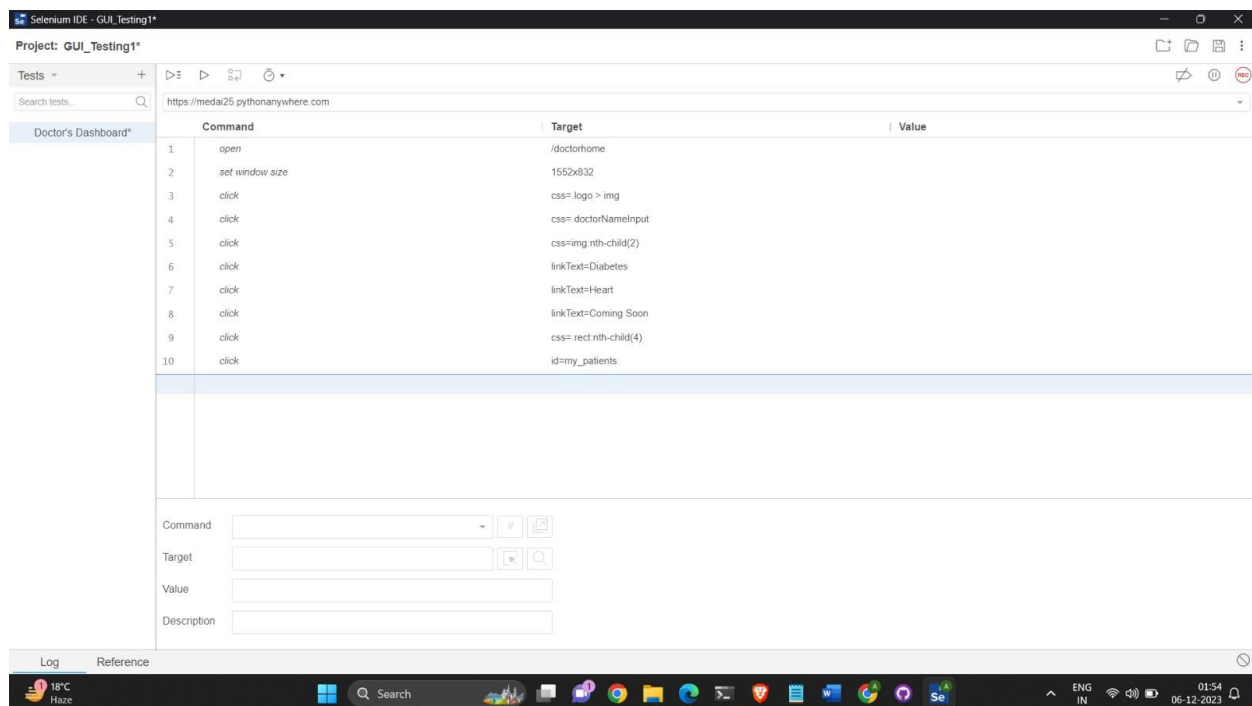 Selenium IDE - GUI_Testing1*
Project: GUI_Testing1*
Tests
Search tests...
https://medai25.pythonanywhere.com
REC
Doctor's Dashboard*
Command Target Value
1 open /doctorhome
2 set window size 1552x832
3 click css=.logo > img
4 click css=.doctorNameInput
5 click css=img:nth-child(2)
6 click linkText=Diabetes
7 click linkText=Heart
8 click linkText=Coming Soon
9 click css=.rect:nth-child(4)
10 click id=my_patients
Command //
Target
Value
Description
Log Reference
1 18°C
Haze
Search
1
W
A
Se
A
ENG
IN
01:54
06-12-2023